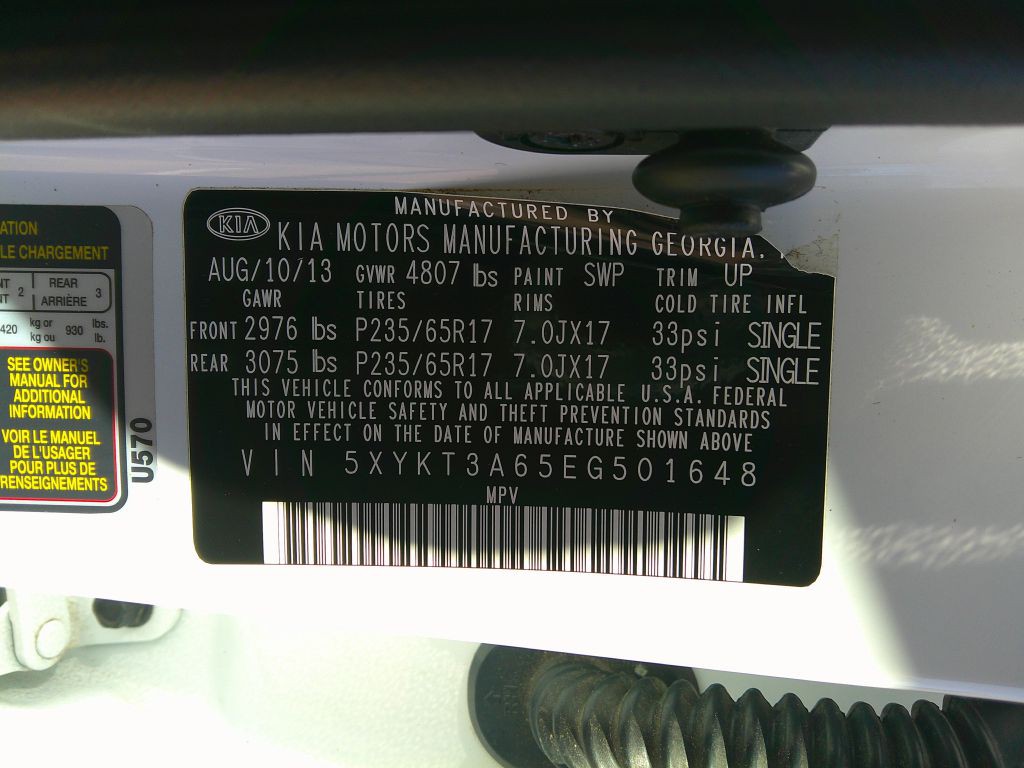 ATION
LE CHARGEMENT
NT 2 REAR 3
NT ARRIÈRE
420 kg or 930 lbs.
kg ou lb.
SEE OWNER'S
MANUAL FOR
ADDITIONAL
INFORMATION
VOIR LE MANUEL
DE L'USAGER
POUR PLUS DE
RENSEIGNEMENTS
U570
MANUFACTURED BY
KIA KIA MOTORS MANUFACTURING GEORGIA,
AUG/10/13 GVWR 4807 lbs PAINT SWP TRIM UP
GAWR TIRES RIMS COLD TIRE INFL
FRONT 2976 lbs P235/65R17 7.0JX17 33psi SINGLE
REAR 3075 lbs P235/65R17 7.0JX17 33psi SINGLE
THIS VEHICLE CONFORMS TO ALL APPLICABLE U.S.A. FEDERAL
MOTOR VEHICLE SAFETY AND THEFT PREVENTION STANDARDS
IN EFFECT ON THE DATE OF MANUFACTURE SHOWN ABOVE
VIN 5XYKT3A65EG501648
MPV